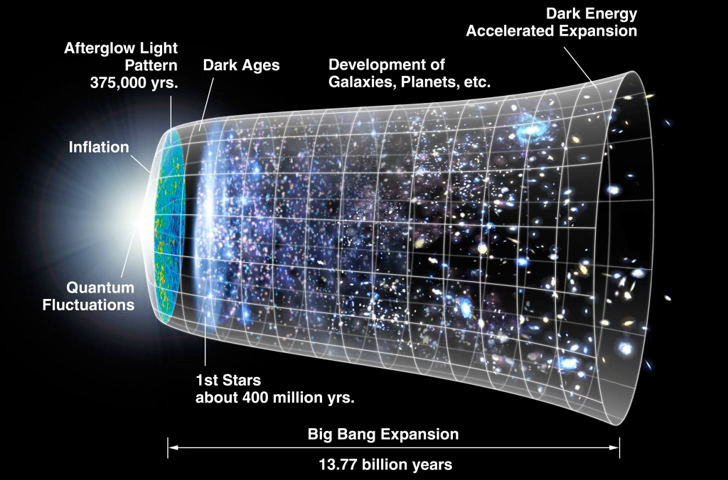 Dark Energy
Accelerated Expansion
Afterglow Light
Pattern
375,000 yrs.
Dark Ages
Development of
Galaxies, Planets, etc.
Inflation
Quantum
Fluctuations
1st Stars
about 400 million yrs.
Big Bang Expansion
13.77 billion years